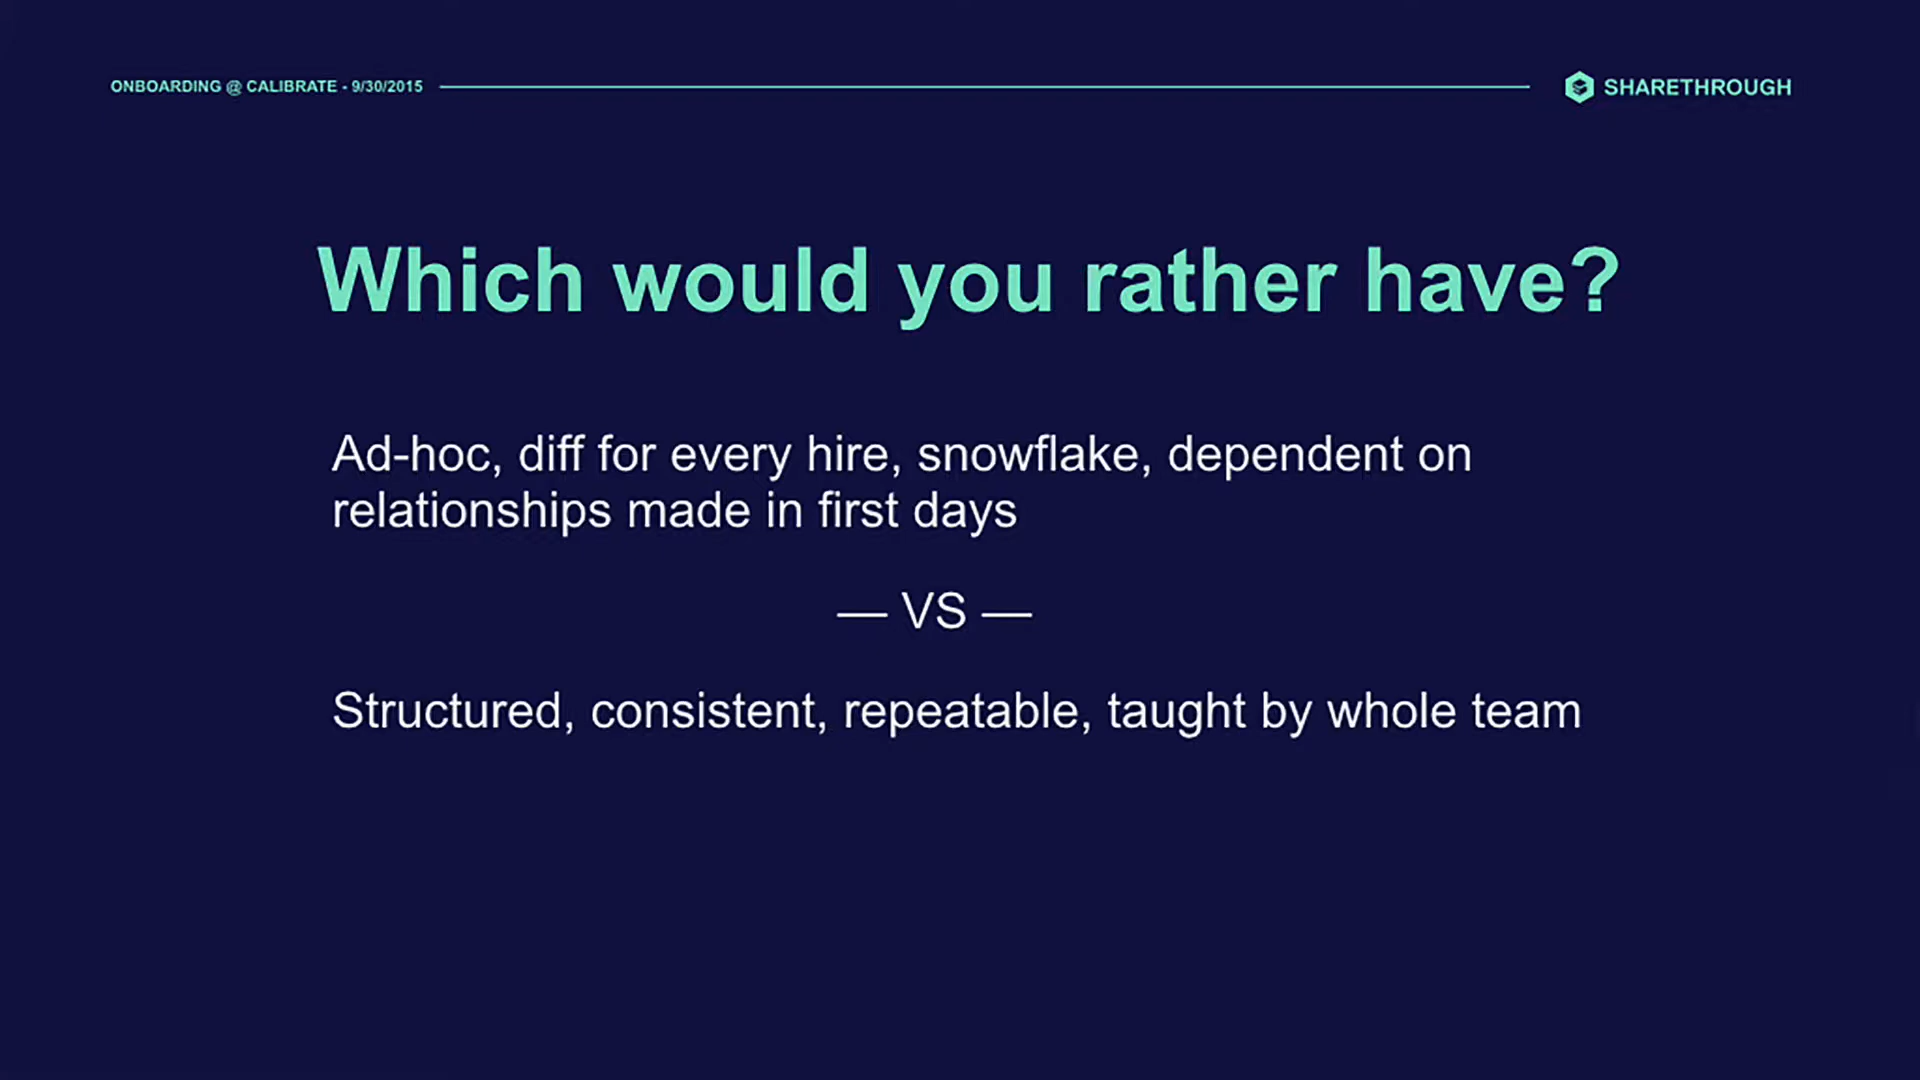 ONBOARDING @ CALIBRATE - 9/30/2015
SHARETHROUGH
Which would you rather have?
Ad-hoc, diff for every hire, snowflake, dependent on
relationships made in first days
— VS —
Structured, consistent, repeatable, taught by whole team